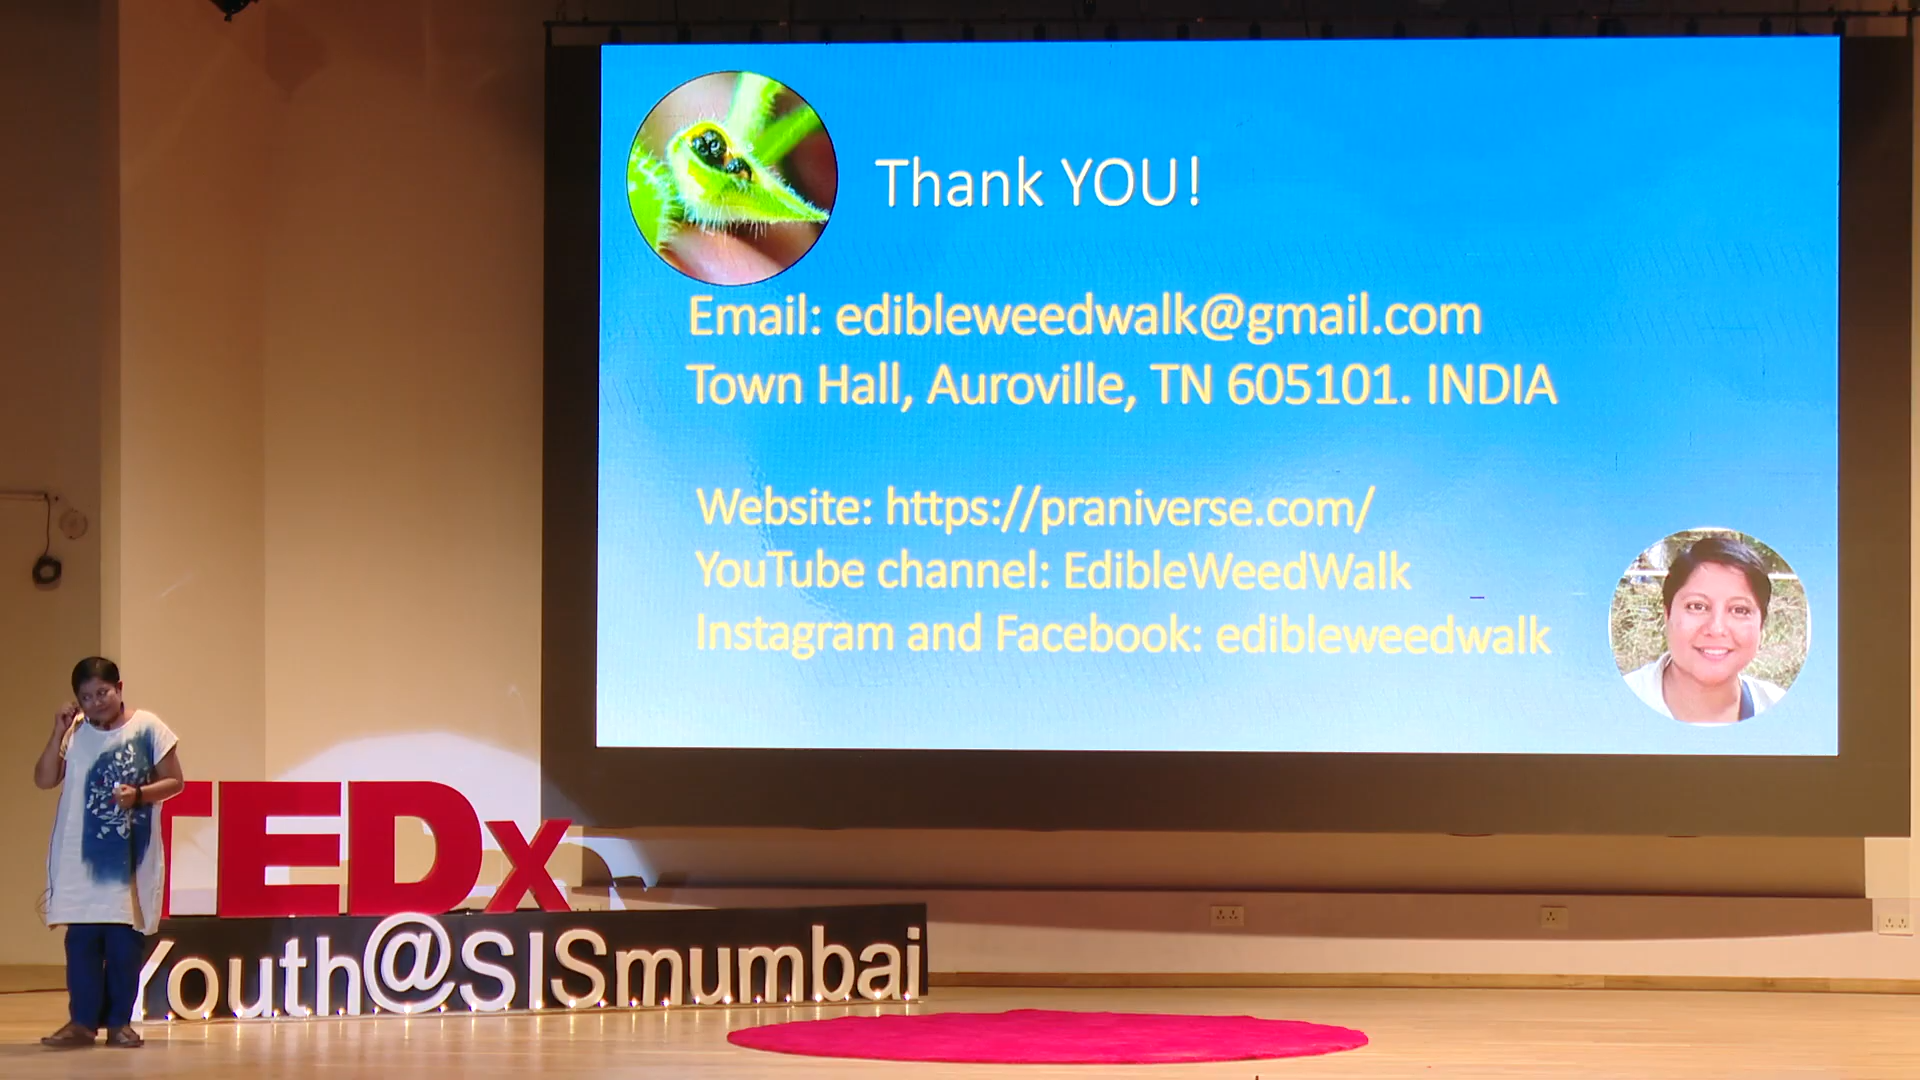 Thank YOU!
Email: edibleweedwalk@gmail.com
Town Hall, Auroville, TN 605101. INDIA
Website: https://praniverse.com/
YouTube channel: EdibleWeedWalk
Instagram and Facebook: edibleweedwalk
TEDx
Youth@SISmumbai